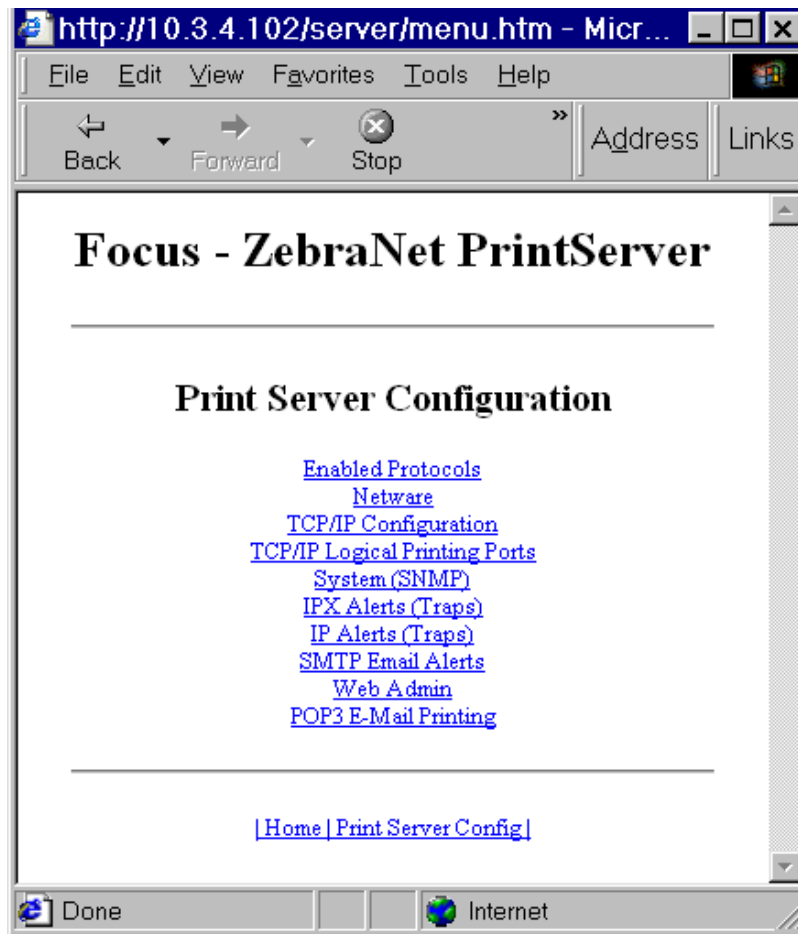 http://10.3.4.102/server/menu.htm - Micr...
File Edit View Favorites Tools Help
Back Forward Stop » Address Links
Focus - ZebraNet PrintServer
Print Server Configuration
Enabled Protocols
Netware
TCP/IP Configuration
TCP/IP Logical Printing Ports
System (SNMP)
IPX Alerts (Traps)
IP Alerts (Traps)
SMTP Email Alerts
Web Admin
POP3 E-Mail Printing
| Home | Print Server Config |
Done Internet